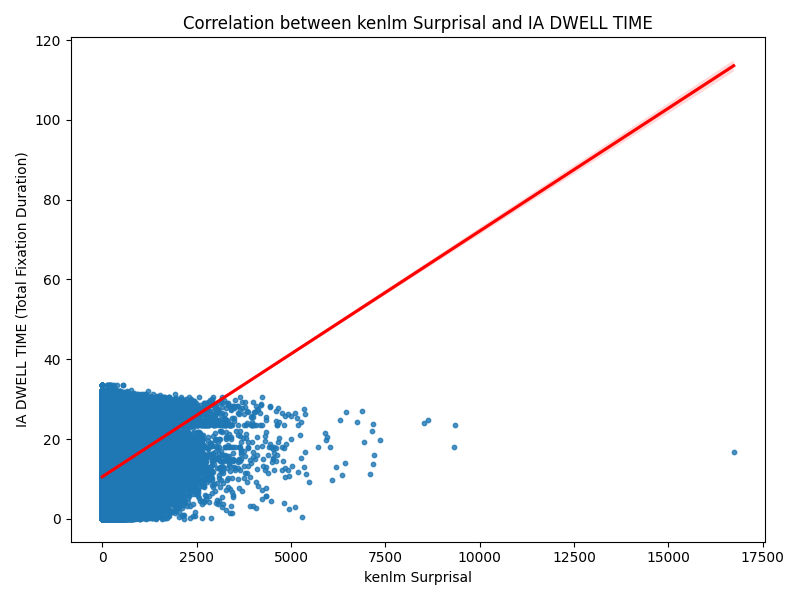 Correlation between kenlm Surprisal and IA DWELL TIME
IA DWELL TIME (Total Fixation Duration)
120
100
80
60
40
20
0
0 2500 5000 7500 10000 12500 15000 17500
kenlm Surprisal